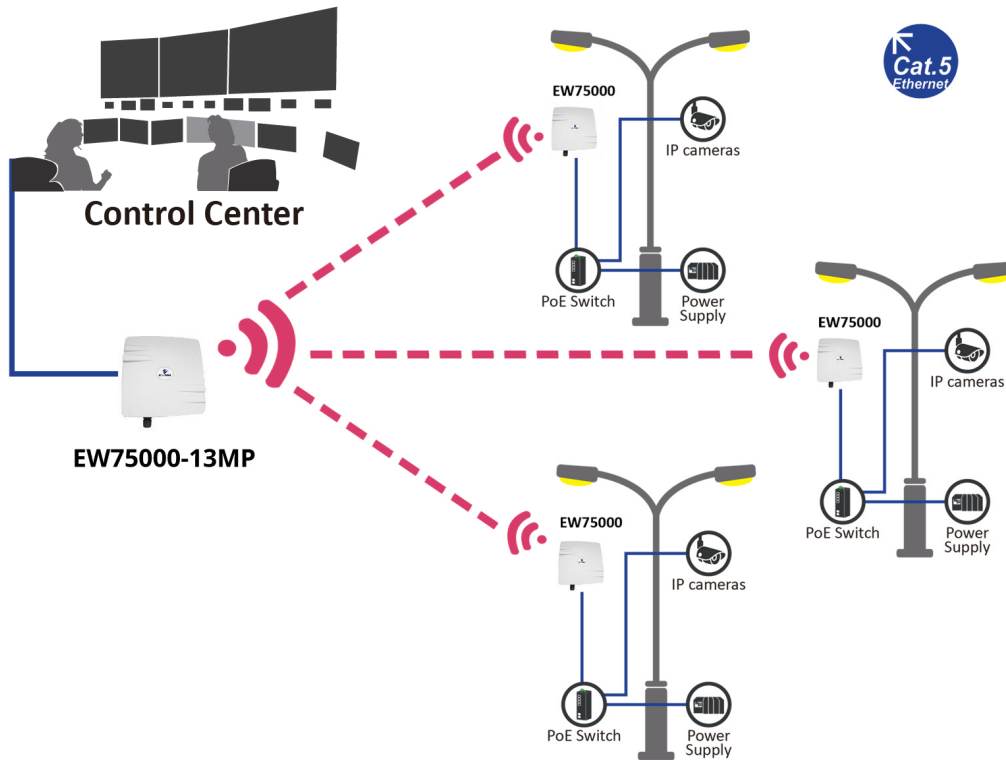 Cat.5
Ethernet
EW75000
IP cameras
PoE Switch
Power
Supply
Control Center
EW75000-13MP
EW75000
IP cameras
PoE Switch
Power
Supply
EW75000
IP cameras
PoE Switch
Power
Supply